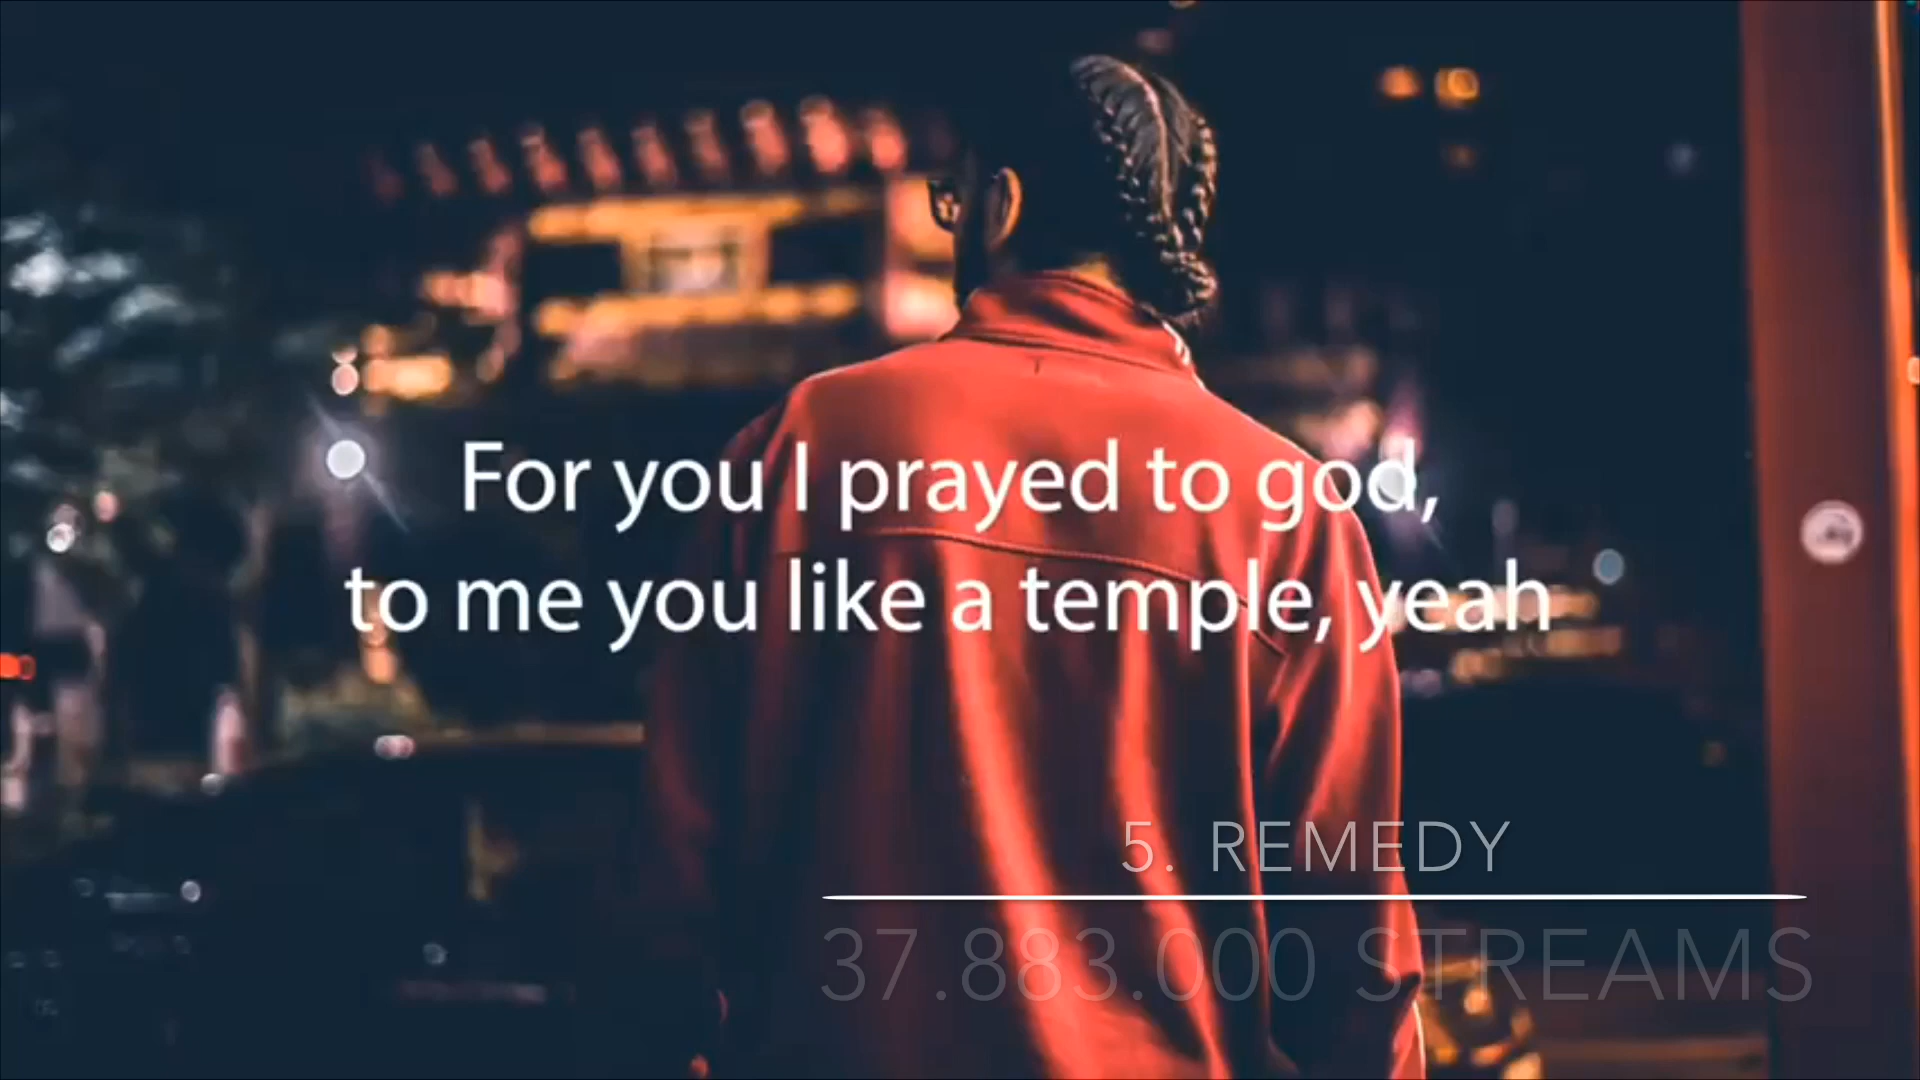 For you I prayed to god,
to me you like a temple, yeah
5. REMEDY
37.883.000 STREAMS